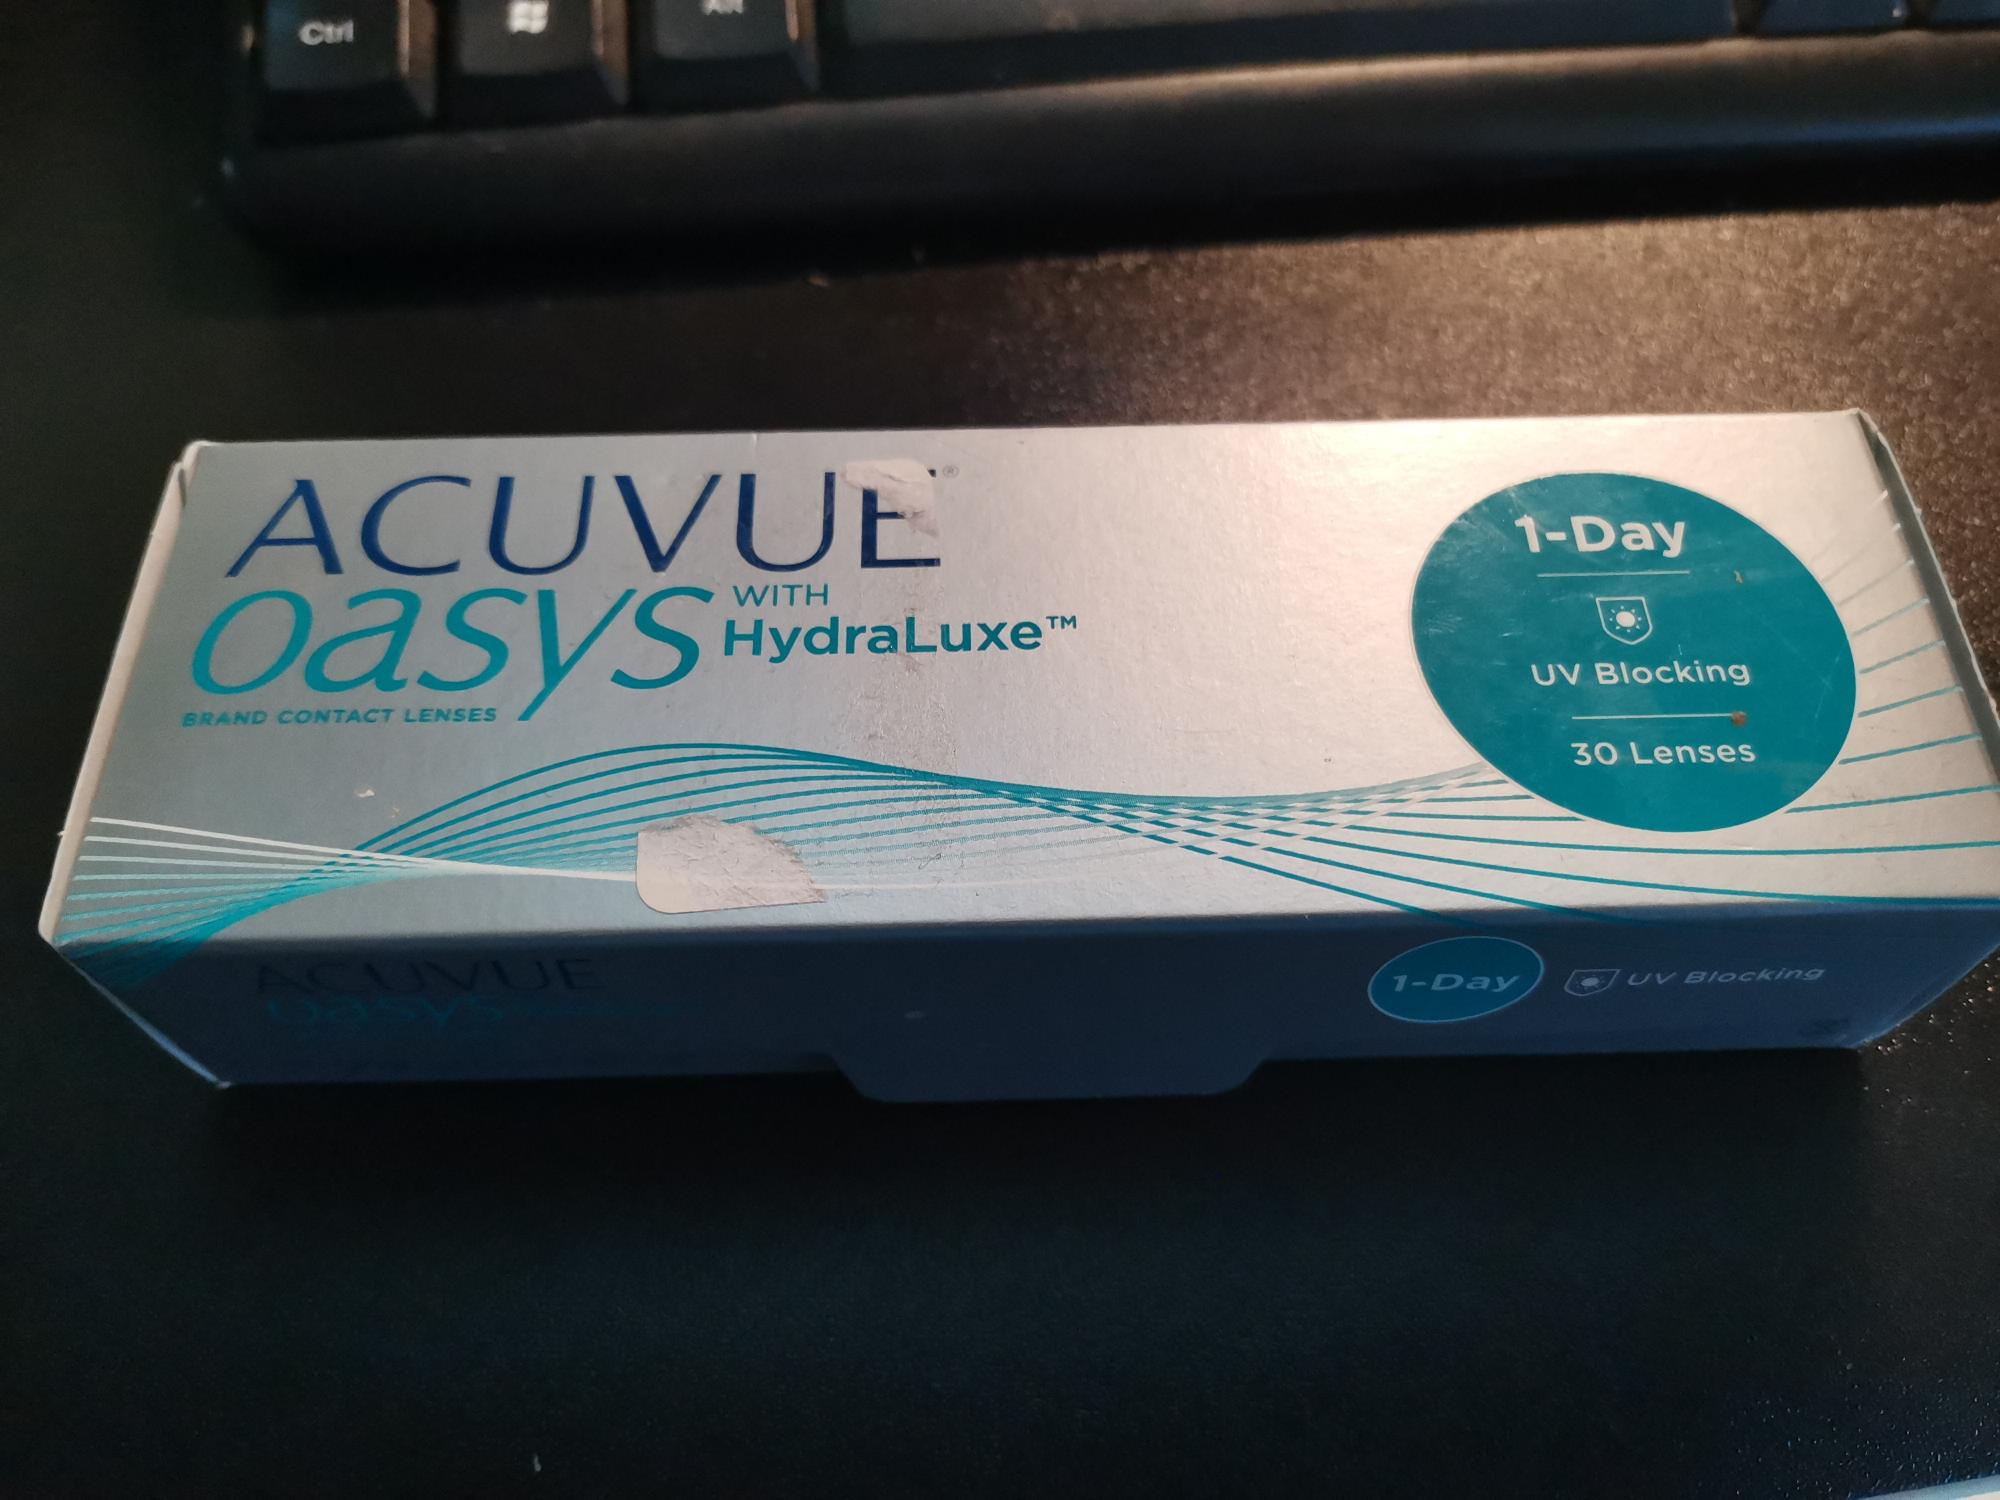 Ctrl
Alt
ACUVUE®
oasys WITH
HydraLuxe™
BRAND CONTACT LENSES
1-Day
UV Blocking
30 Lenses
ACUVUE
oasys
1-Day
UV Blocking